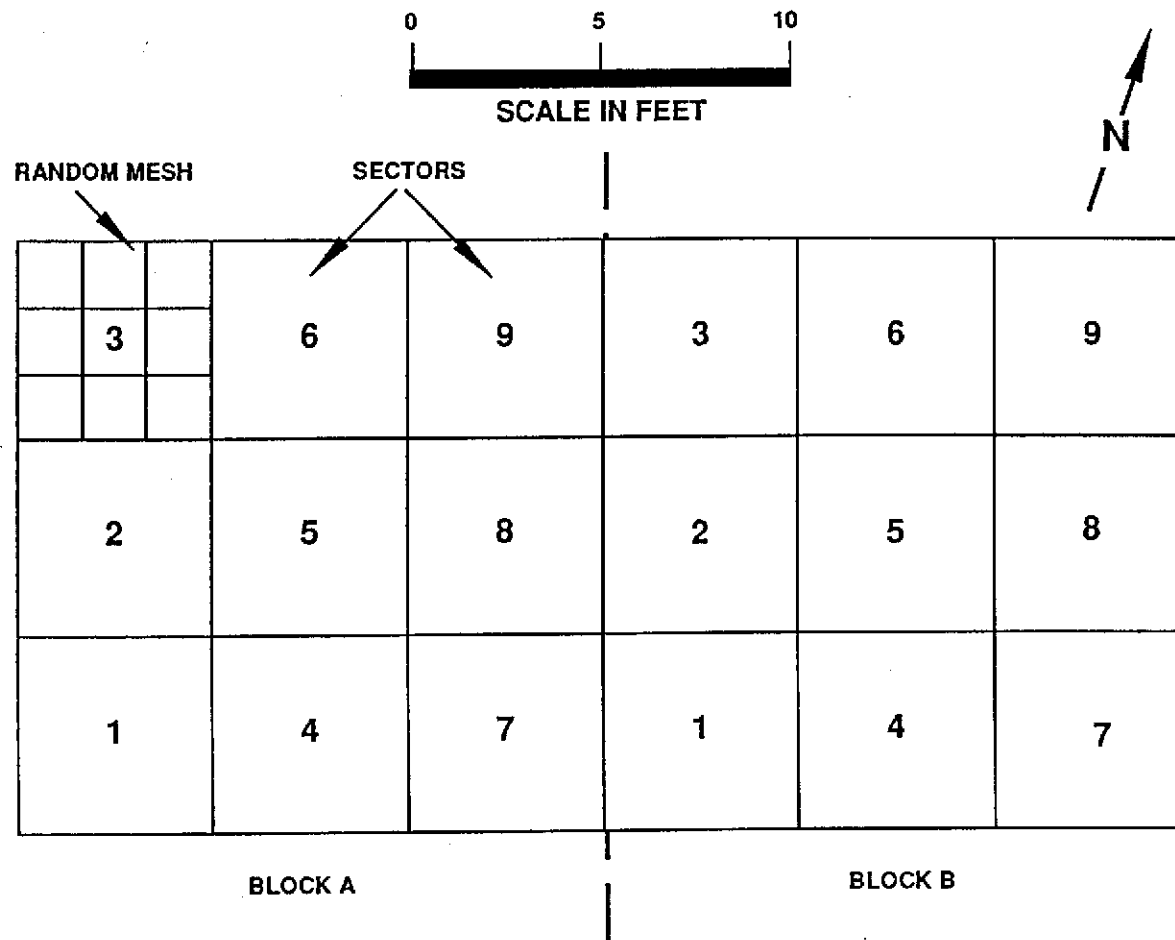 0 5 10
SCALE IN FEET
N
RANDOM MESH SECTORS
3 6 9 3 6 9
2 5 8 2 5 8
1 4 7 1 4 7
BLOCK A BLOCK B